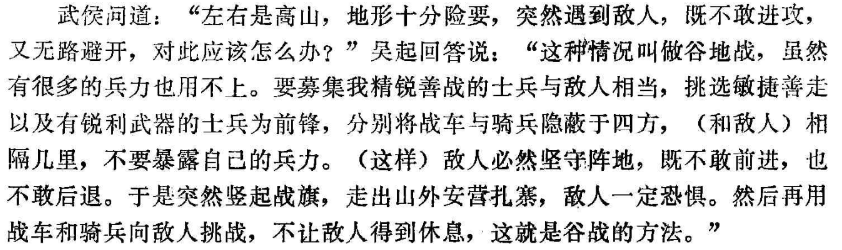 武侯问道：“左右是高山，地形十分险要，突然遇到敌人，既不敢进攻，
又无路避开，对此应该怎么办？”吴起回答说：“这种情况叫做谷地战，虽然
有很多的兵力也用不上。要募集我精锐善战的士兵与敌人相当，挑选敏捷善走
以及有锐利武器的士兵为前锋，分别将战车与骑兵隐蔽于四方，（和敌人）相
隔几里，不要暴露自己的兵力。（这样）敌人必然坚守阵地，既不敢前进，也
不敢后退。于是突然竖起战旗，走出山外安营扎寨，敌人一定恐惧。然后再用
战车和骑兵向敌人挑战，不让敌人得到休息，这就是谷战的方法。”